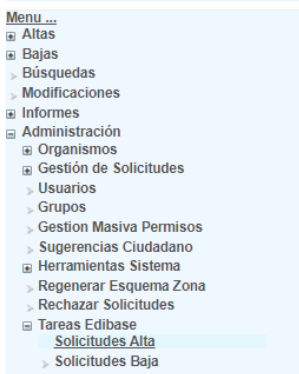 Menu ...
Altas
Bajas
Búsquedas
Modificaciones
Informes
Administración
Organismos
Gestión de Solicitudes
Usuarios
Grupos
Gestion Masiva Permisos
Sugerencias Ciudadano
Herramientas Sistema
Regenerar Esquema Zona
Rechazar Solicitudes
Tareas Edibase
Solicitudes Alta
Solicitudes Baja